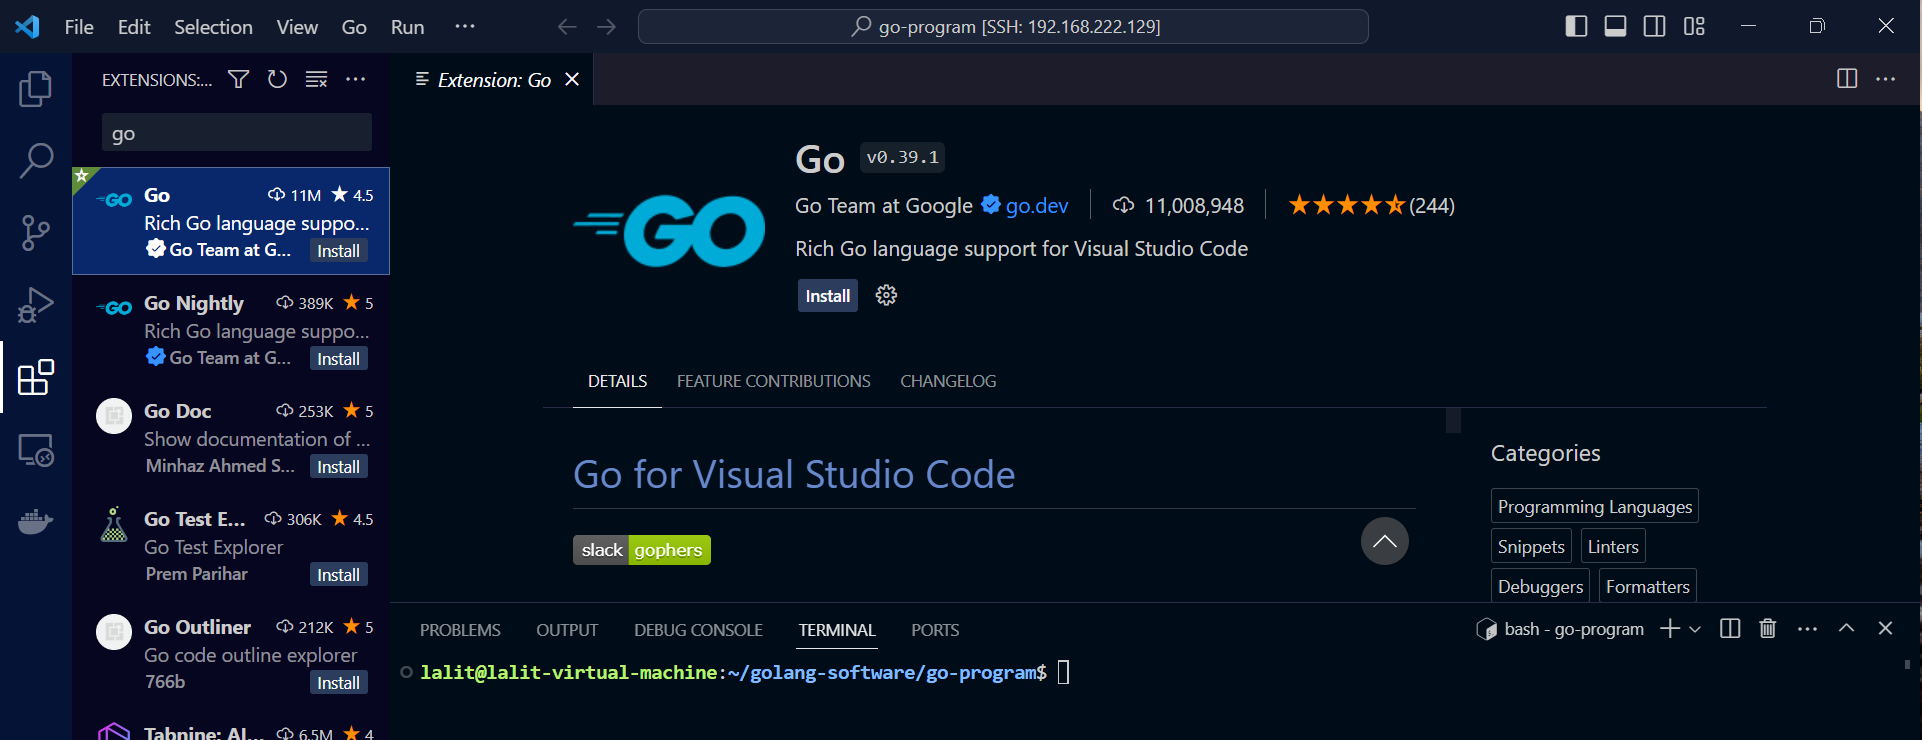 File Edit Selection View Go Run ···
go-program [SSH: 192.168.222.129]
EXTENSIONS:...
go
Go 11M 4.5
Rich Go language suppo...
Go Team at G... Install
Go Nightly 389K 5
Rich Go language suppo...
Go Team at G... Install
Go Doc 253K 5
Show documentation of ...
Minhaz Ahmed S... Install
Go Test E... 306K 4.5
Go Test Explorer
Prem Parihar Install
Go Outliner 212K 5
Go code outline explorer
766b Install
Tabnine: AI... 6.5M 4
Extension: Go
GO
Go v0.39.1
Go Team at Google go.dev 11,008,948 (244)
Rich Go language support for Visual Studio Code
Install
DETAILS FEATURE CONTRIBUTIONS CHANGELOG
Go for Visual Studio Code
slack gophers
Categories
Programming Languages
Snippets Linters
Debuggers Formatters
PROBLEMS OUTPUT DEBUG CONSOLE TERMINAL PORTS
bash - go-program
lalit@lalit-virtual-machine:~/golang-software/go-program$